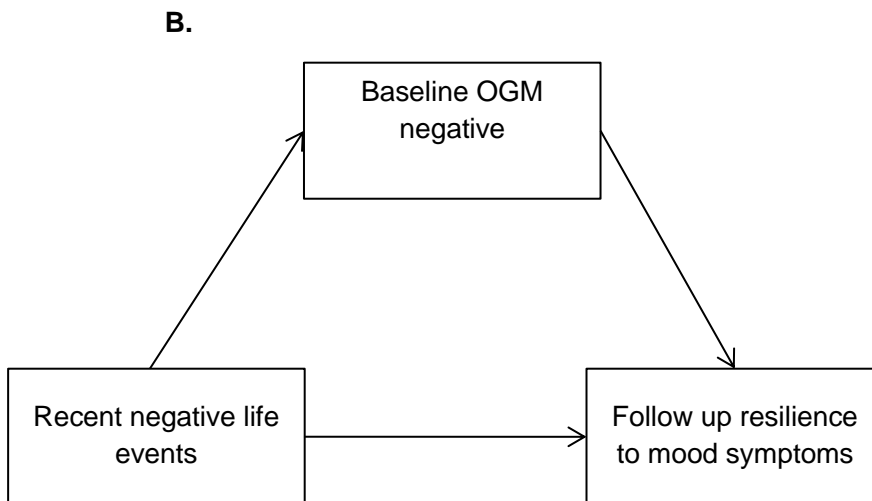 B.
Baseline OGM
negative
Recent negative life
events
Follow up resilience
to mood symptoms